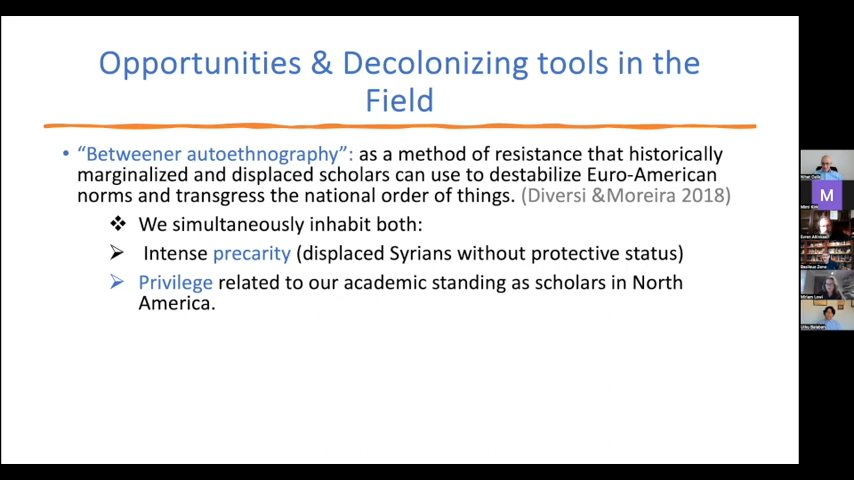 Opportunities & Decolonizing tools in the
Field
• “Betweener autoethnography”: as a method of resistance that historically
marginalized and displaced scholars can use to destabilize Euro-American
norms and transgress the national order of things. (Diversi &Moreira 2018)
❖ We simultaneously inhabit both:
➢ Intense precarity (displaced Syrians without protective status)
➢ Privilege related to our academic standing as scholars in North
America.
M